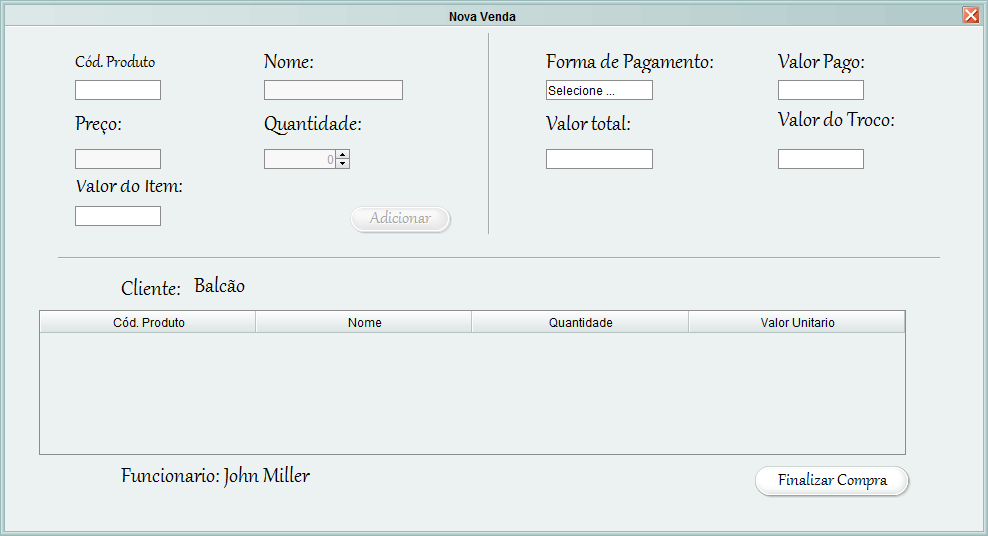 Nova Venda
Cód. Produto
Nome:
Preço:
Quantidade:
0
Valor do Item:
Adicionar
Forma de Pagamento:
Valor Pago:
Selecione ...
Valor total:
Valor do Troco:
Cliente: Balcão
Cód. Produto Nome Quantidade Valor Unitario
Funcionario: John Miller
Finalizar Compra